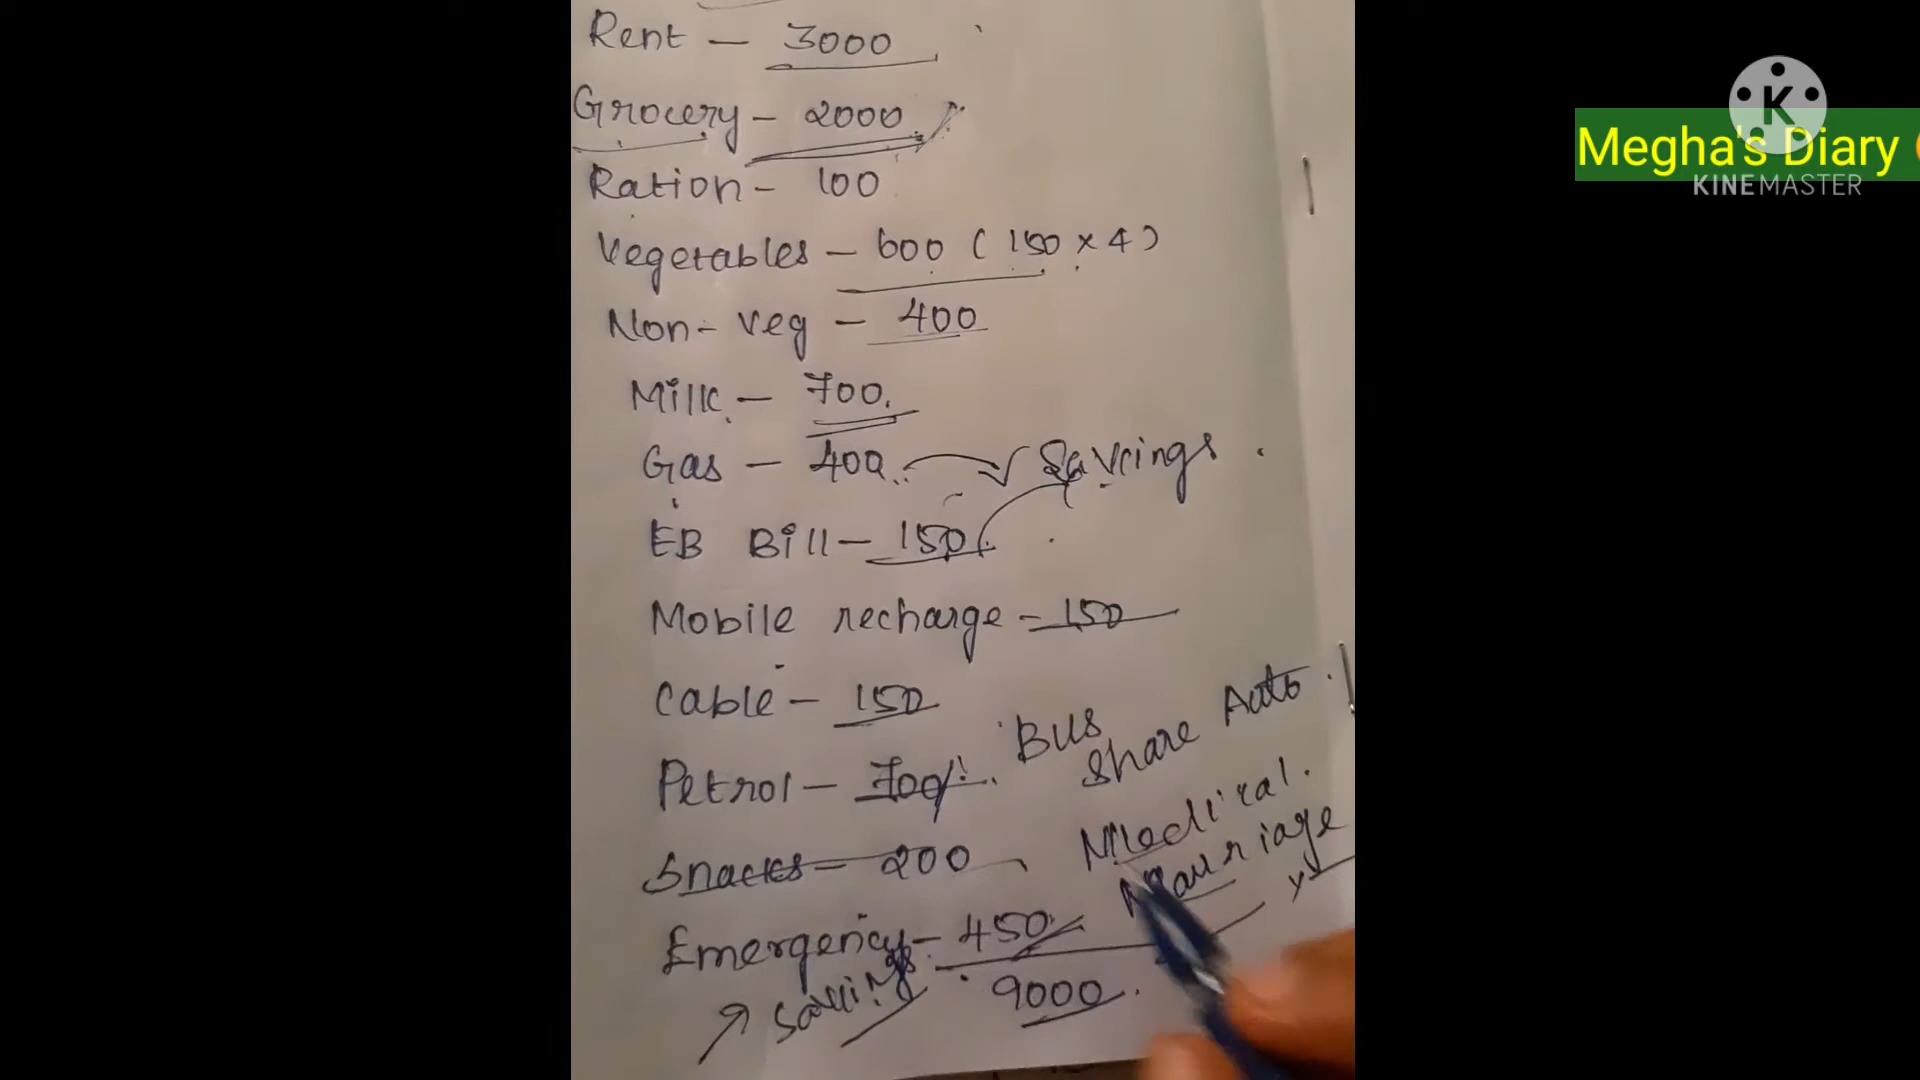 Rent - 3000
Grocery - 2000
Ration - 100
Vegetables - 600 (150 x 4)
Non-veg - 400
Milk - 700.
Gas - 400. Savings.
EB Bill - 150
Mobile recharge - 150
Cable - 150
Petrol - 700/-. Bus
Share Auto.
Snacks - 200
Medical.
Marriage
Emergency - 450
Saving
9000.
Megha's Diary
K
KINEMASTER